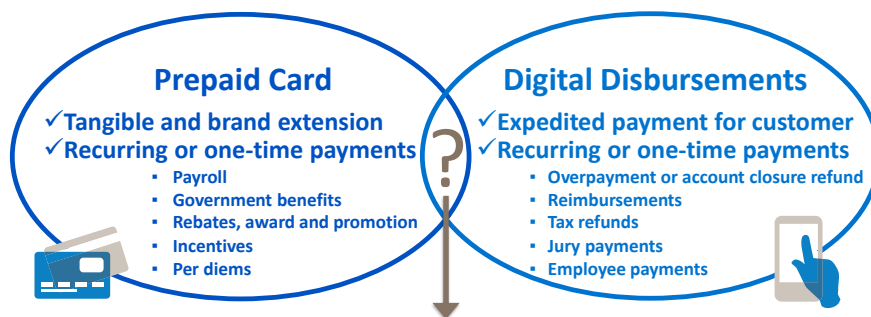 Prepaid Card
✓Tangible and brand extension
✓Recurring or one-time payments
▪ Payroll
▪ Government benefits
▪ Rebates, award and promotion
▪ Incentives
▪ Per diems
?
Digital Disbursements
✓Expedited payment for customer
✓Recurring or one-time payments
▪ Overpayment or account closure refund
▪ Reimbursements
▪ Tax refunds
▪ Jury payments
▪ Employee payments